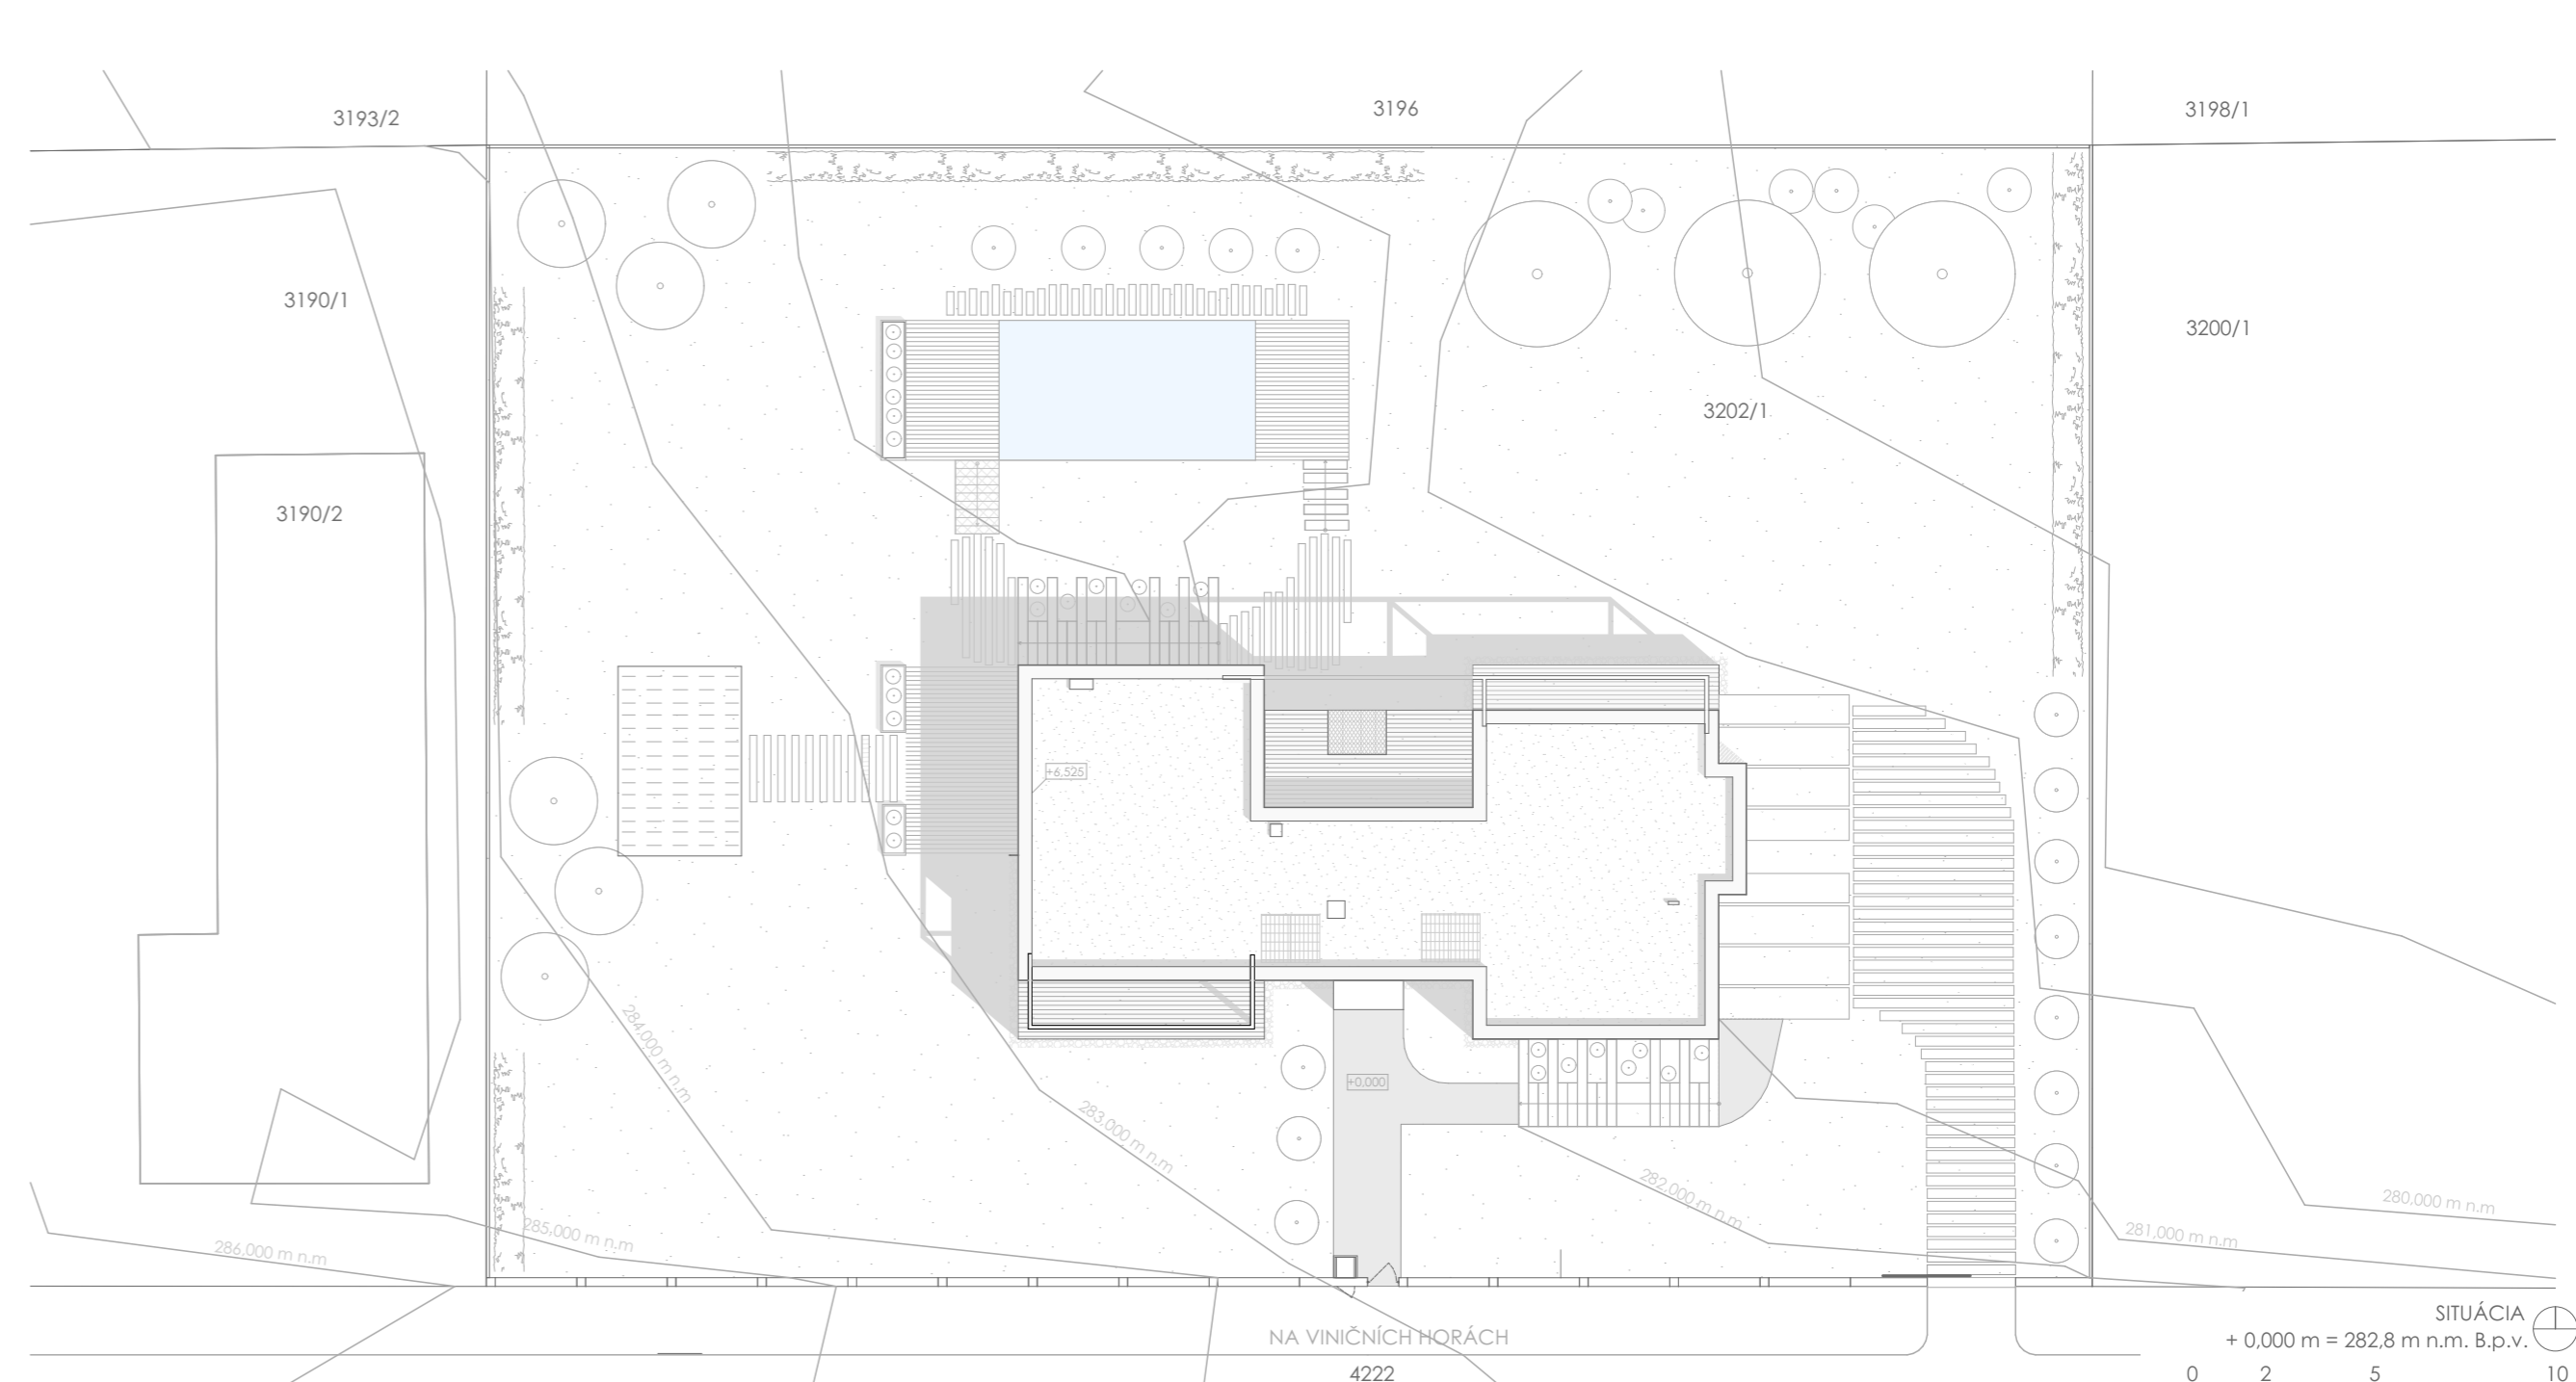 3193/2
3196
3198/1
3190/1
3200/1
3202/1
3190/2
+6,525
284,000 m n.m
+0,000
283,000 m n.m
282,000 m n.m
280,000 m n.m
285,000 m n.m
281,000 m n.m
286,000 m n.m
SITUÁCIA
NA VINIČNÍCH HORÁCH
+ 0,000 m = 282,8 m n.m. B.p.v.
4222
0 2 5 10